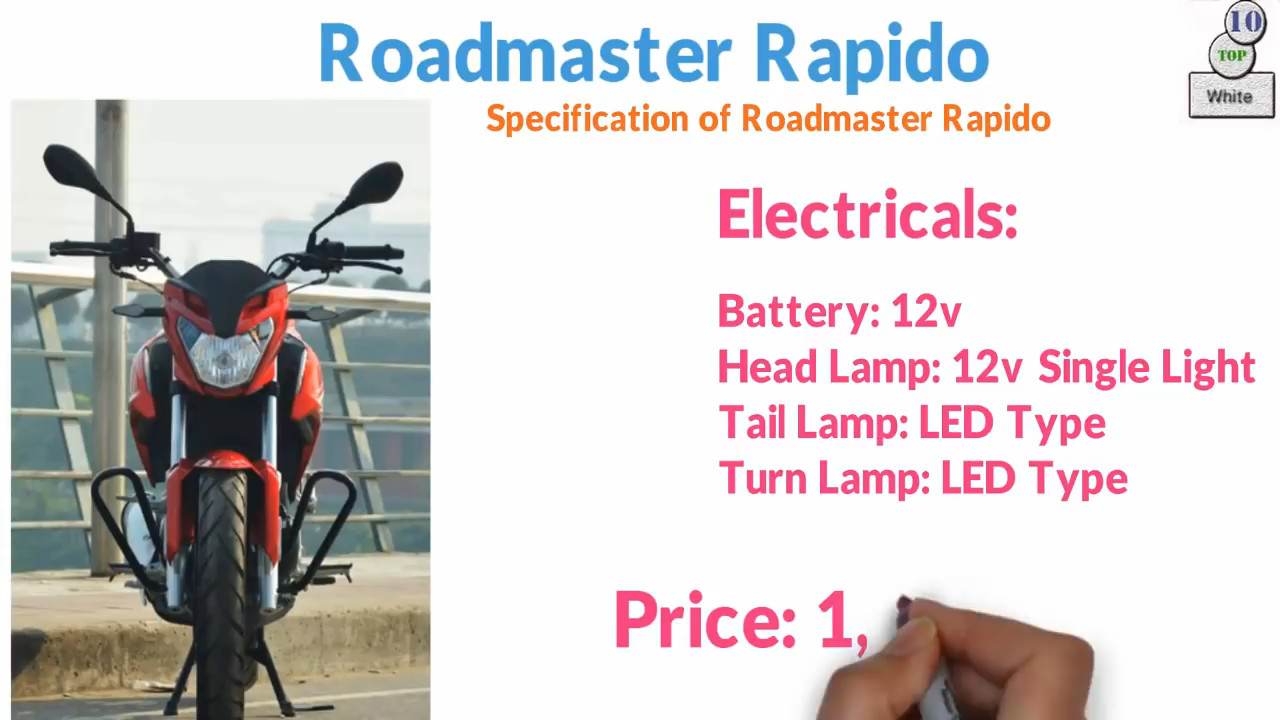 Roadmaster Rapido
Specification of Roadmaster Rapido
10
TOP
White
Electricals:
Battery: 12v
Head Lamp: 12v Single Light
Tail Lamp: LED Type
Turn Lamp: LED Type
Price: 1,